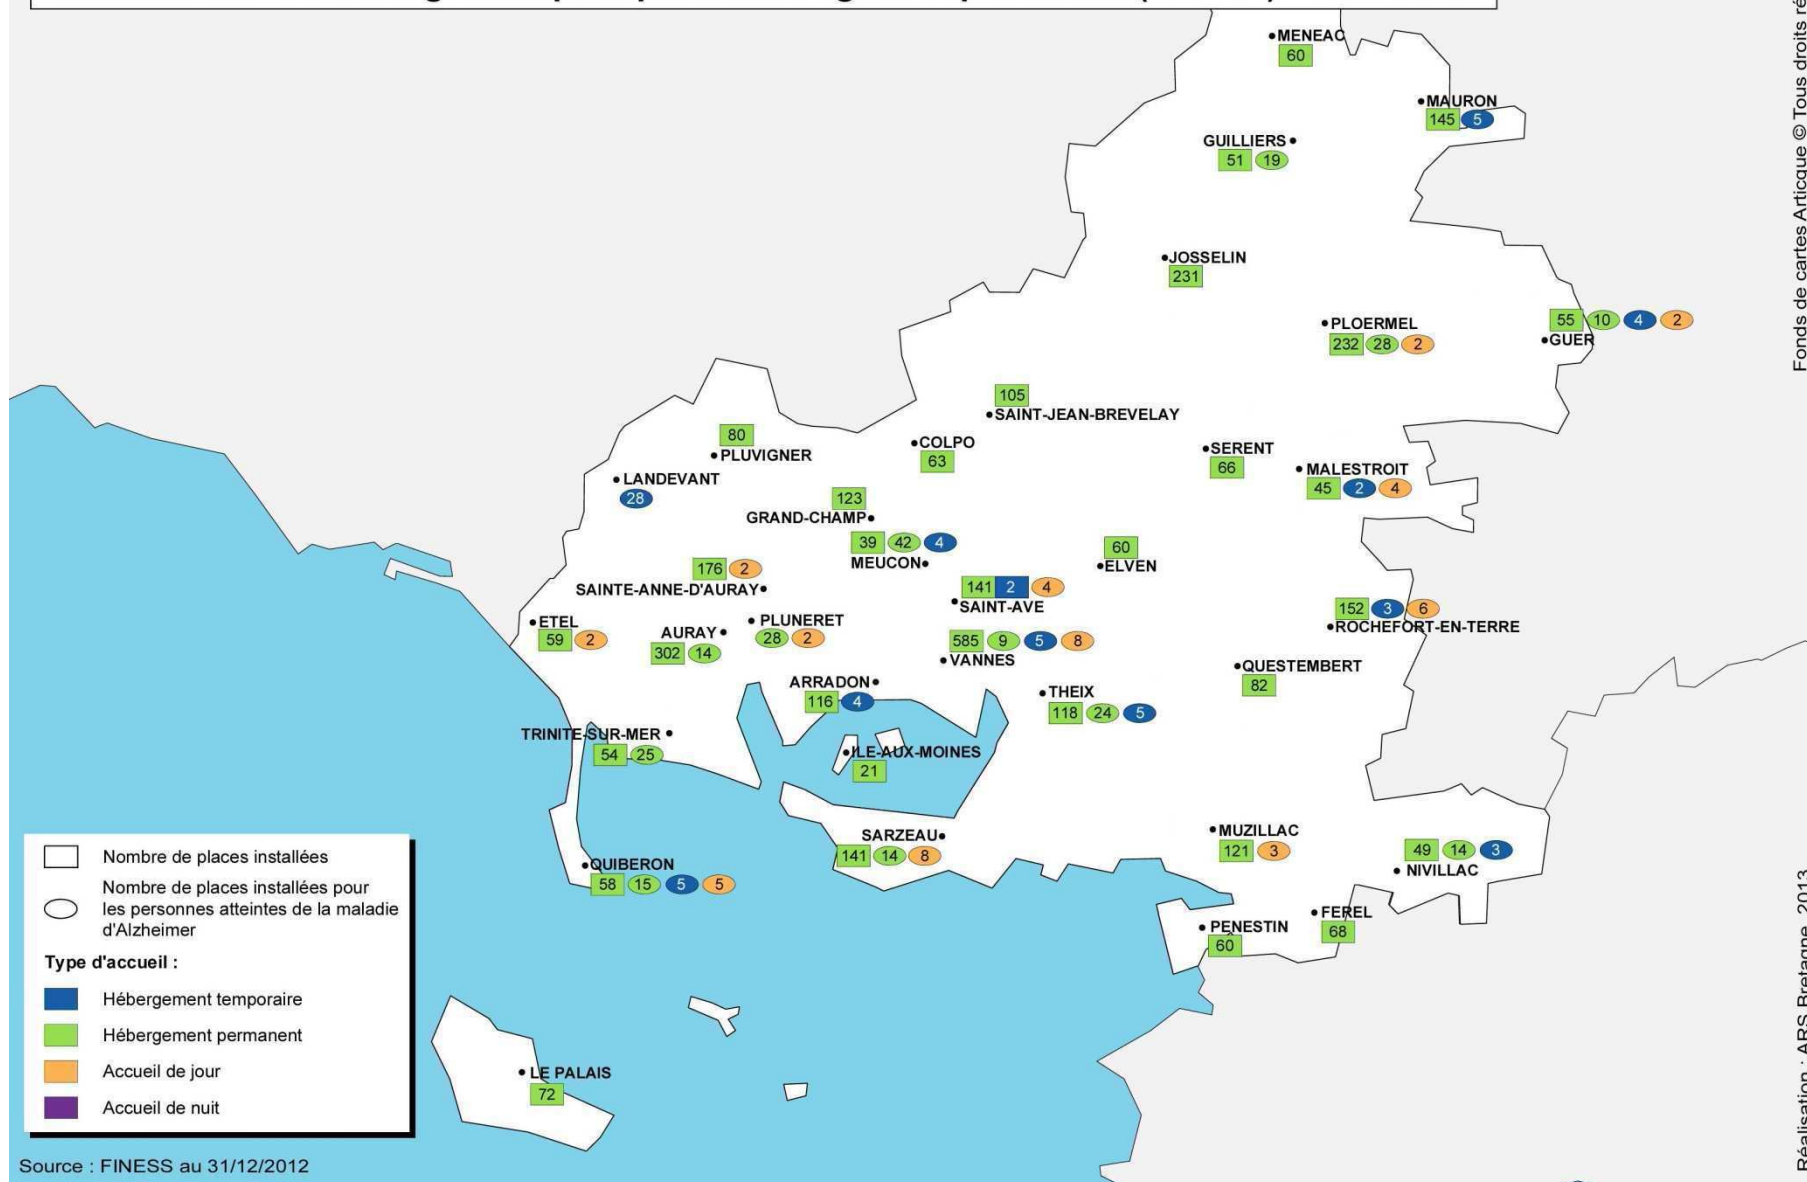 MENEAC
60
MAURON
145 5
GUILLIERS
51 19
JOSSELIN
231
PLOERMEL
232 28 2
55 10 4 2
GUER
105
SAINT-JEAN-BREVELAY
80
PLUVIGNER
COLPO
63
SERENT
66
MALESTROIT
45 2 4
LANDEVANT
28
123
GRAND-CHAMP
39 42 4
MEUCON
60
ELVEN
176 2
SAINTE-ANNE-D'AURAY
141 2 4
SAINT-AVE
152 3 6
ROCHEFORT-EN-TERRE
ETEL
59 2
AURAY
302 14
PLUNERET
28 2
585 9 5 8
VANNES
QUESTEMBERT
82
ARRADON
116 4
THEIX
118 24 5
TRINITE-SUR-MER
54 25
ILE-AUX-MOINES
21
SARZEAU
141 14 8
MUZILLAC
121 3
49 14 3
NIVILLAC
QUIBERON
58 15 5 5
PENESTIN
60
FEREL
68
LE PALAIS
72
Nombre de places installées
Nombre de places installées pour
les personnes atteintes de la maladie
d'Alzheimer
Type d'accueil :
Hébergement temporaire
Hébergement permanent
Accueil de jour
Accueil de nuit
Source : FINESS au 31/12/2012
Fonds de cartes Articque © Tous droits
Réalisation : ARS Bretagne, 2013